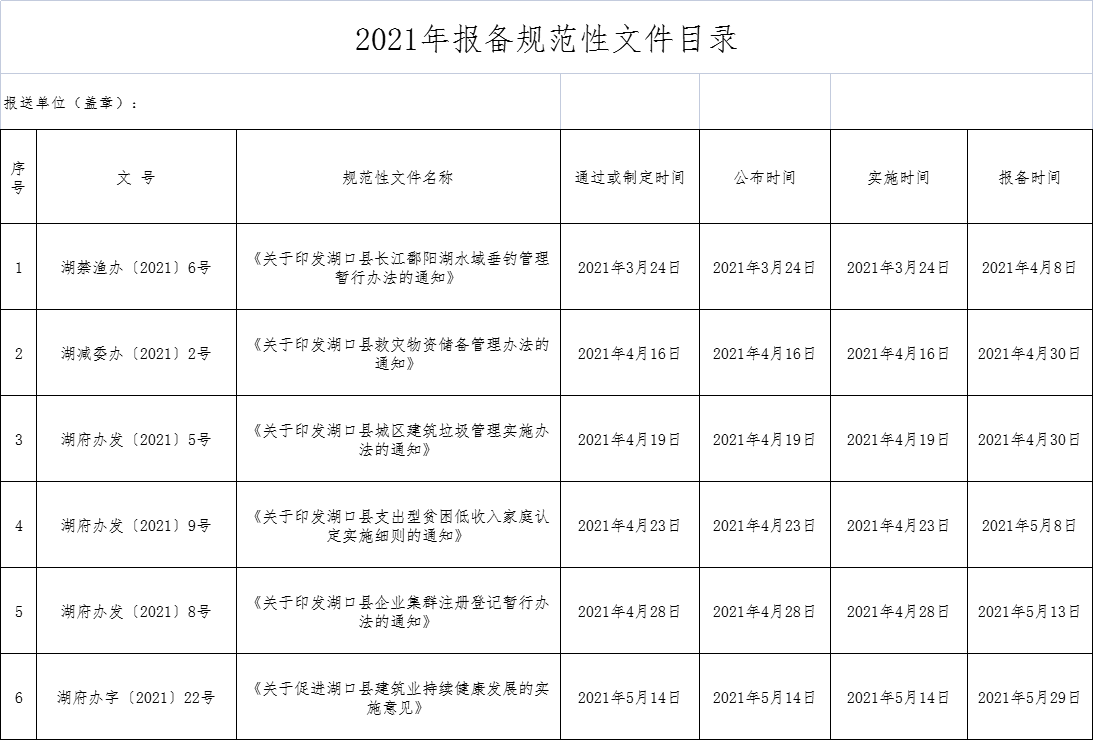 2021年报备规范性文件目录
报送单位（盖章）：
序号 文 号 规范性文件名称 通过或制定时间 公布时间 实施时间 报备时间
1 湖禁渔办〔2021〕6号 《关于印发湖口县长江鄱阳湖水域垂钓管理 2021年3月24日 2021年3月24日 2021年3月24日 2021年4月8日
暂行办法的通知》
2 湖减委办〔2021〕2号 《关于印发湖口县救灾物资储备管理办法的 2021年4月16日 2021年4月16日 2021年4月16日 2021年4月30日
通知》
3 湖府办发〔2021〕5号 《关于印发湖口县城区建筑垃圾管理实施办 2021年4月19日 2021年4月19日 2021年4月19日 2021年4月30日
法的通知》
4 湖府办发〔2021〕9号 《关于印发湖口县支出型贫困低收入家庭认 2021年4月23日 2021年4月23日 2021年4月23日 2021年5月8日
定实施细则的通知》
5 湖府办发〔2021〕8号 《关于印发湖口县企业集群注册登记暂行办 2021年4月28日 2021年4月28日 2021年4月28日 2021年5月13日
法的通知》
6 湖府办字〔2021〕22号 《关于促进湖口县建筑业持续健康发展的实 2021年5月14日 2021年5月14日 2021年5月14日 2021年5月29日
施意见》